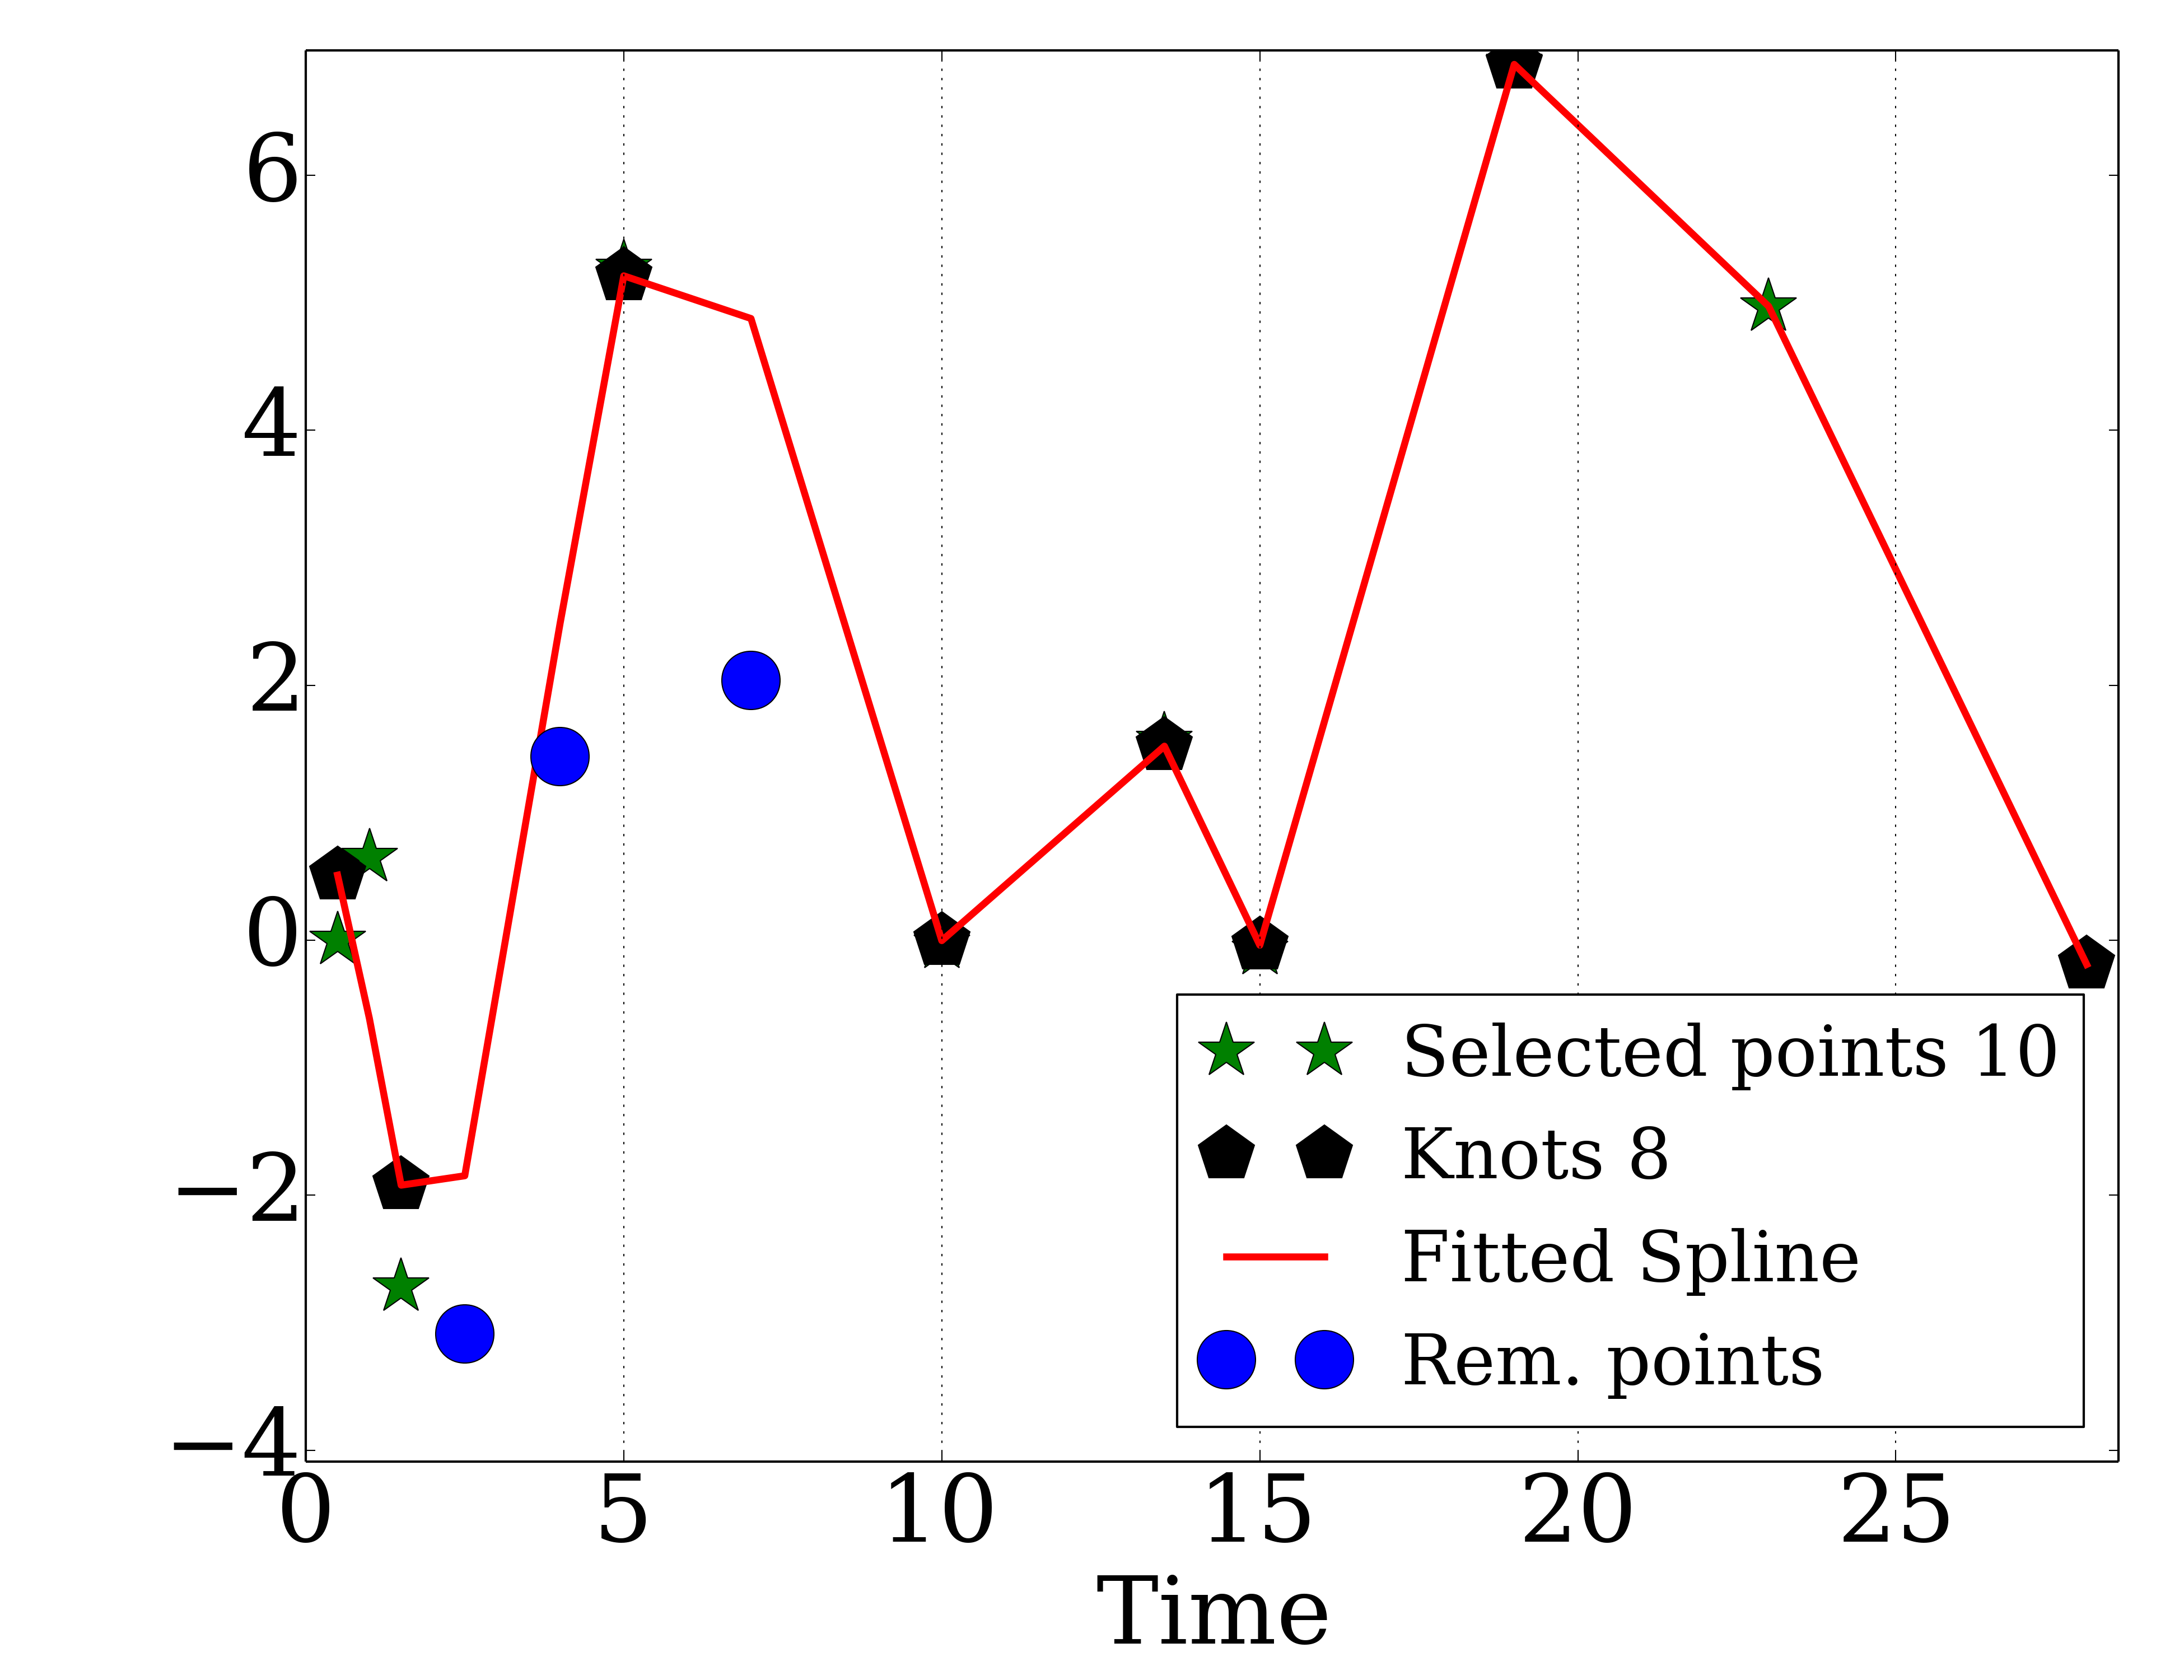 6
4
2
0
−2
−4
0 5 10 15 20 25
Time
Selected points 10
Knots 8
Fitted Spline
Rem. points